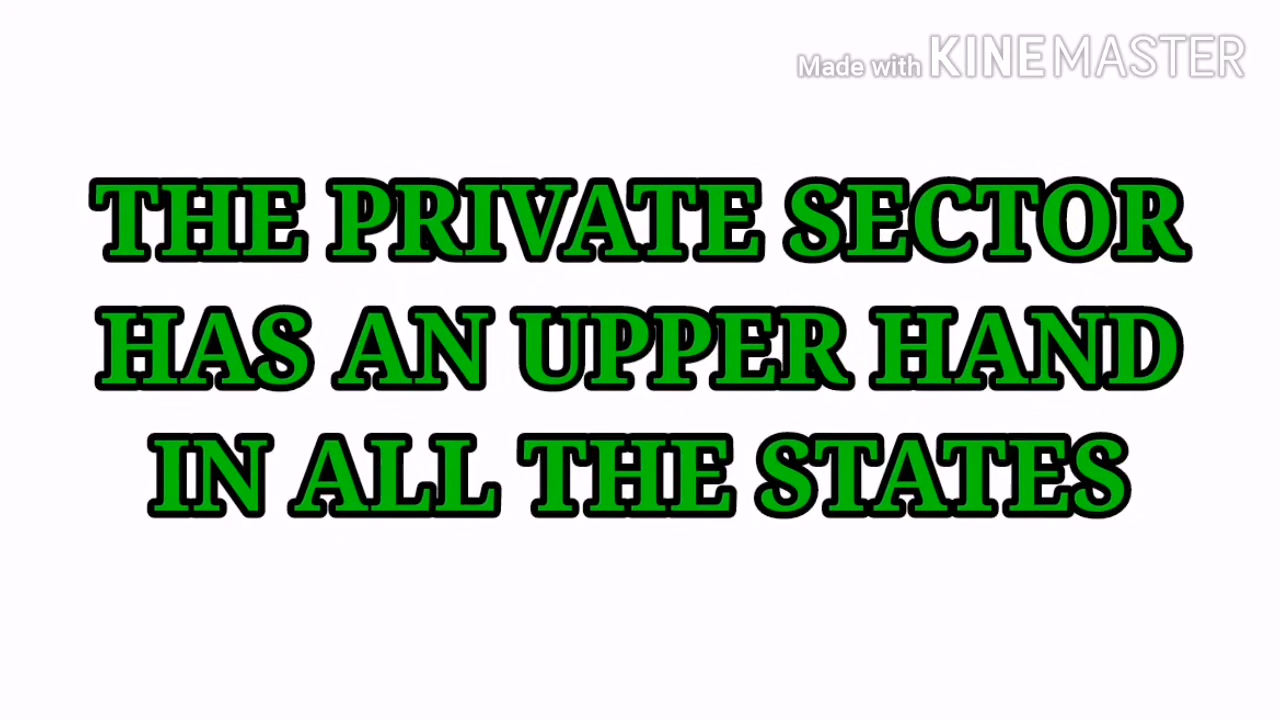 Made with KINEMASTER
THE PRIVATE SECTOR
HAS AN UPPER HAND
IN ALL THE STATES